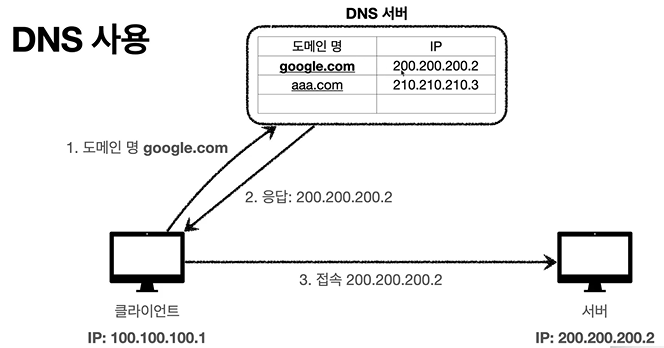 DNS 사용
DNS 서버
도메인 명 IP
google.com 200.200.200.2
aaa.com 210.210.210.3
1. 도메인 명 google.com
2. 응답: 200.200.200.2
3. 접속 200.200.200.2
클라이언트
IP: 100.100.100.1
서버
IP: 200.200.200.2